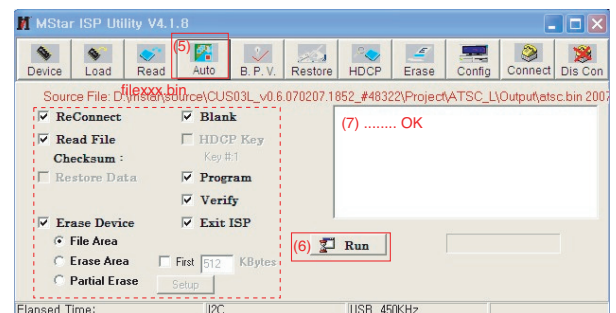 MStar ISP Utility V4.1.8
(5)
Device Load Read Auto B. P. V. Restore HDCP Erase Config Connect Dis Con
filexxx.bin
Source File: D:\mstar\source\CUS03L_v0.6.070207.1852_#48322\Project\ATSC_L\Output\atsc.bin 2007
ReConnect Blank
(7) ........ OK
Read File HDCP Key
Checksum : Key #:1
Restore Data Program
Verify
Erase Device Exit ISP
File Area
(6) Run
Erase Area First 512 KBytes
Partial Erase Setup
Elapsed Time: I2C USB 450KHz